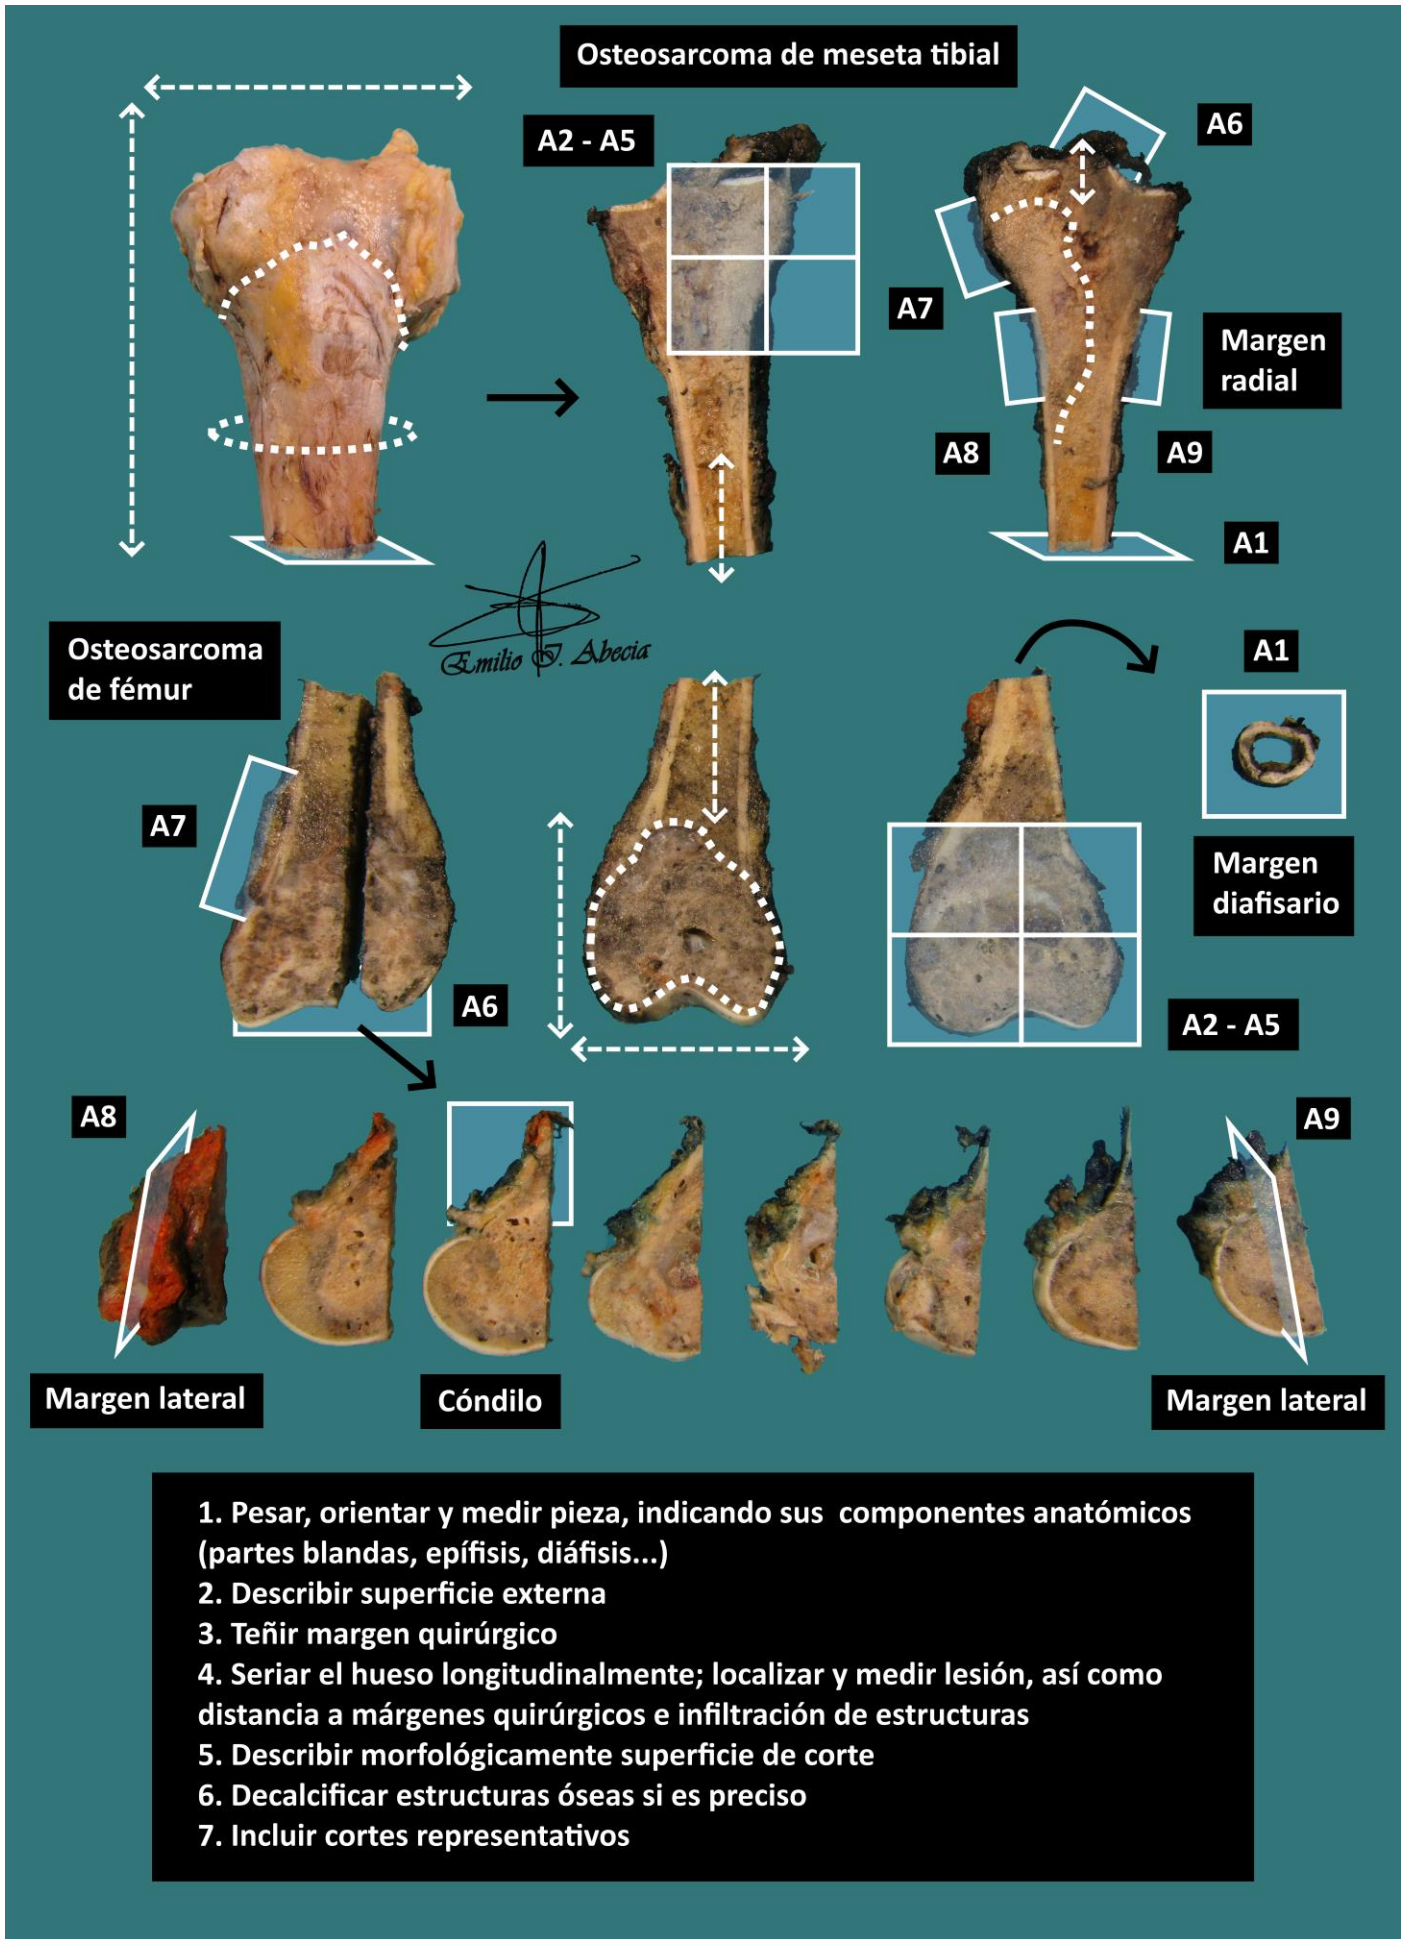 Osteosarcoma de meseta tibial
A2 - A5
A6
A7
Margen
radial
A8
A9
A1
Emilio J. Abecia
Osteosarcoma
de fémur
A1
A7
Margen
diafisario
A6
A2 - A5
A8
A9
Margen lateral
Cóndilo
Margen lateral
1. Pesar, orientar y medir pieza, indicando sus componentes anatómicos
(partes blandas, epífisis, diáfisis...)
2. Describir superficie externa
3. Teñir margen quirúrgico
4. Seriar el hueso longitudinalmente; localizar y medir lesión, así como
distancia a márgenes quirúrgicos e infiltración de estructuras
5. Describir morfológicamente superficie de corte
6. Decalcificar estructuras óseas si es preciso
7. Incluir cortes representativos